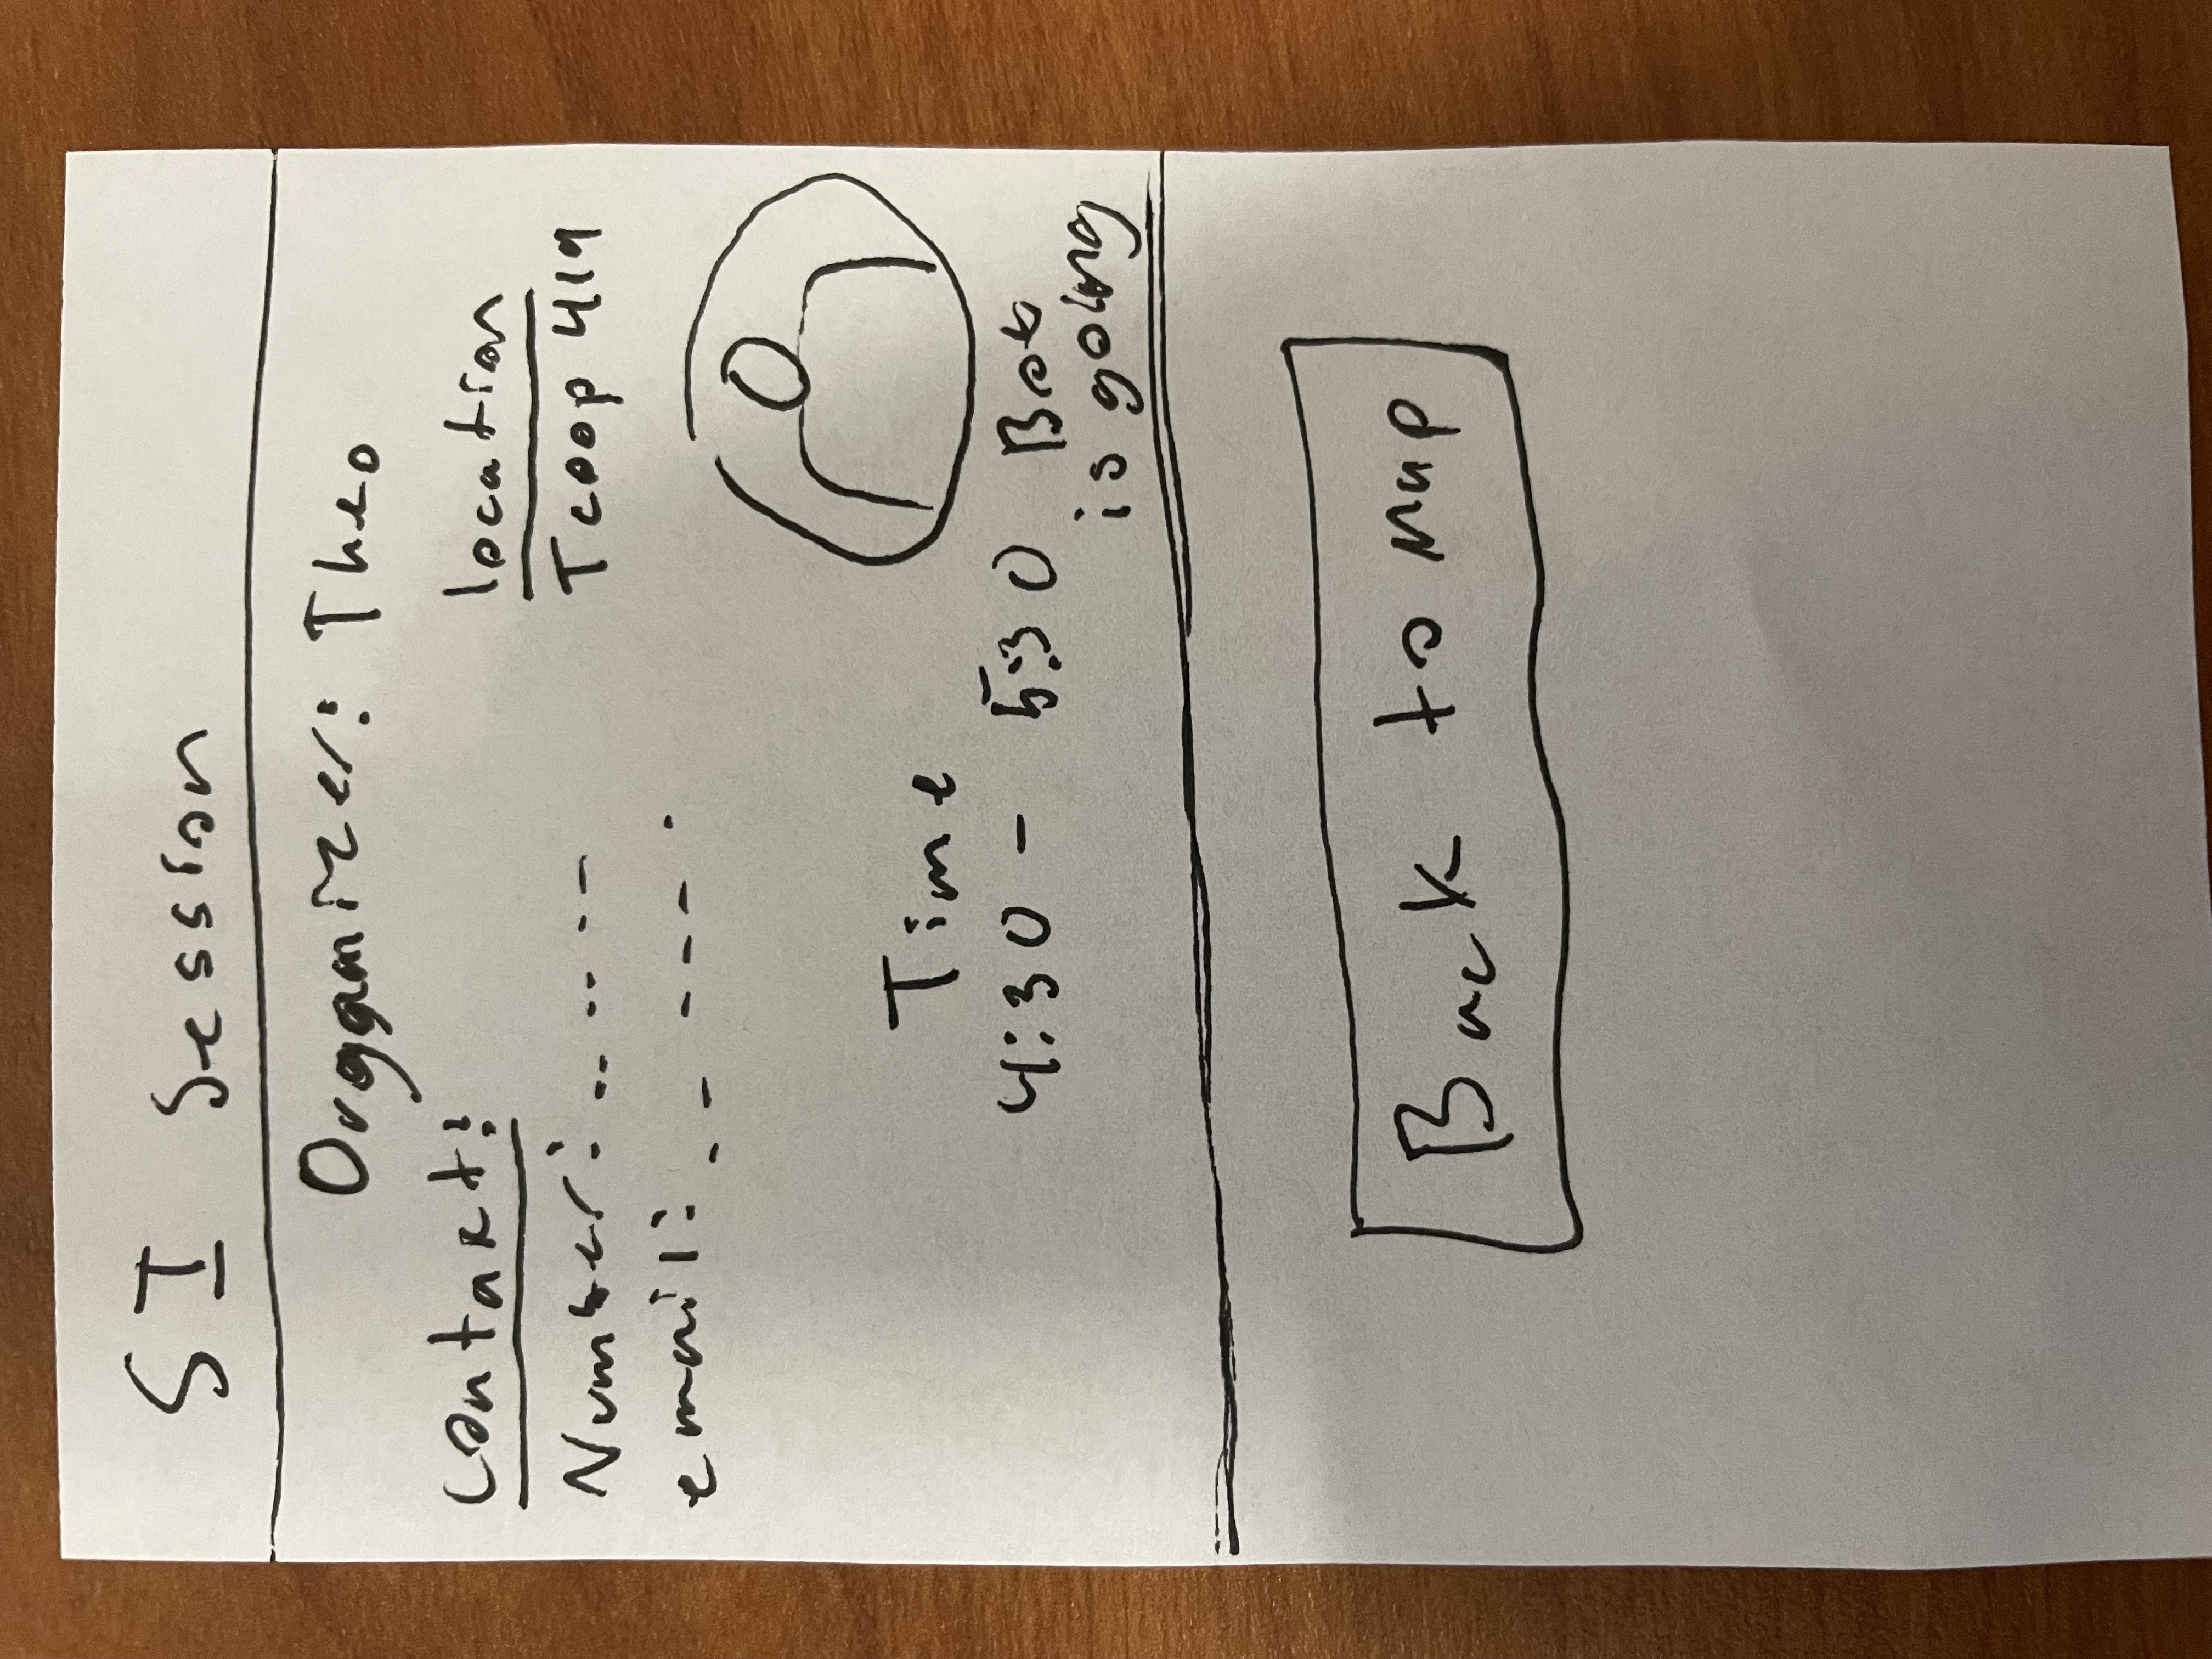 SI Session
Organizer: Theo
Contact:
Number: .. .. - --
email: - - --- -
location
Tcoop 419
Time
4:30 - 5:30
is going
Back to Map